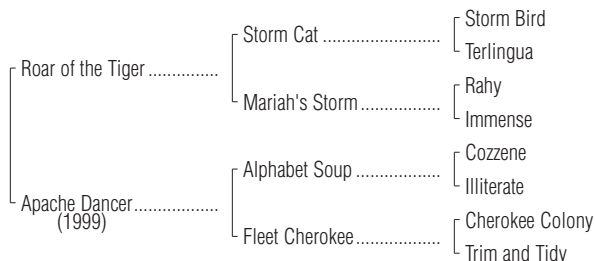 Storm Bird
Storm Cat ........................
Terlingua
Roar of the Tiger ...............
Rahy
Mariah's Storm .................
Immense
Cozzene
Alphabet Soup ..................
Illiterate
Apache Dancer ..................
(1999)
Cherokee Colony
Fleet Cherokee ..................
Trim and Tidy